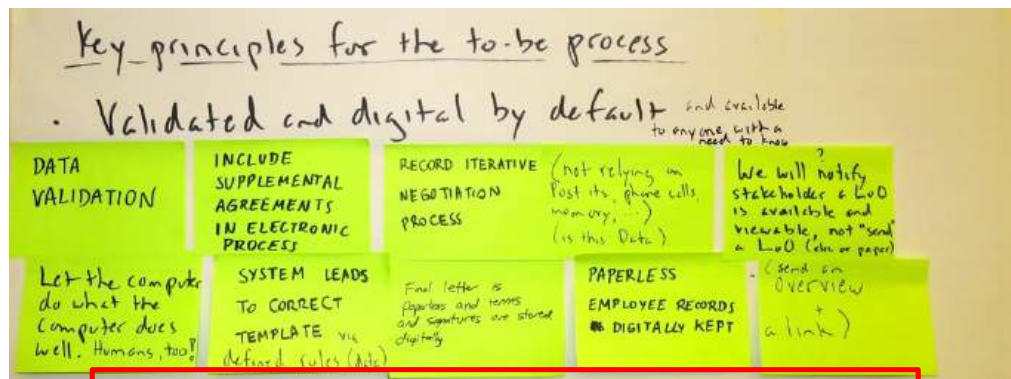 Key principles for the to-be process
· Validated and digital by default and available
to anyone with a
need to know
DATA
VALIDATION
INCLUDE
SUPPLEMENTAL
AGREEMENTS
IN ELECTRONIC
PROCESS
RECORD ITERATIVE
NEGOTIATION
PROCESS
(not relying on
Post its, phone calls,
memory, ...)
(is this Data)
?
We will notify
stakeholder a LoO
is available and
viewable, not "send"
a LoO (elec. or paper)
Let the computer
do what the
computer does
well. Humans, too!
SYSTEM LEADS
TO CORRECT
TEMPLATE via
defined rules (data)
Final letter is
paperless and terms
and signatures are stored
digitally
PAPERLESS
EMPLOYEE RECORDS
DIGITALLY KEPT
(send an
overview
+
a link)